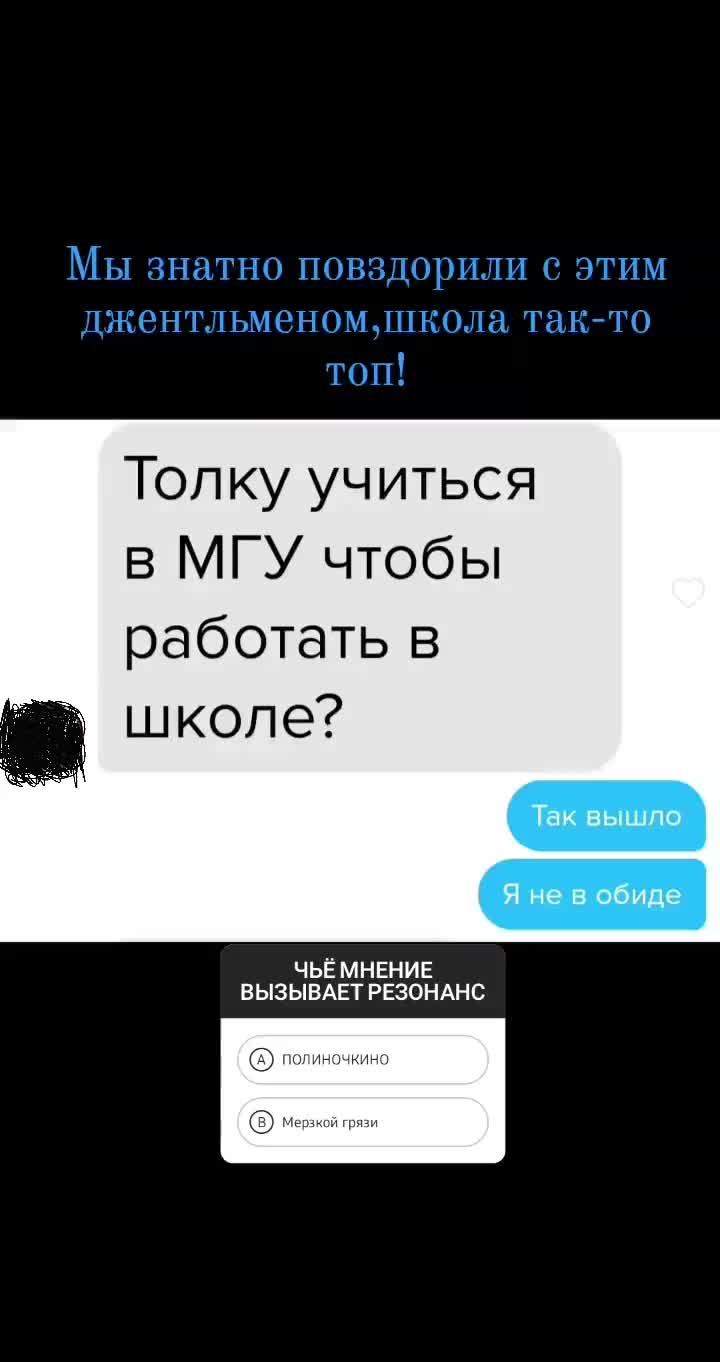 Мы знатно повздорили с этим
джентльменом,школа так-то
топ!
Толку учиться
в МГУ чтобы
работать в
школе?
Так вышло
Я не в обиде
ЧЬЁ МНЕНИЕ
ВЫЗЫВАЕТ РЕЗОНАНС
A ПОЛИНОЧКИНО
B Мерзкой грязи